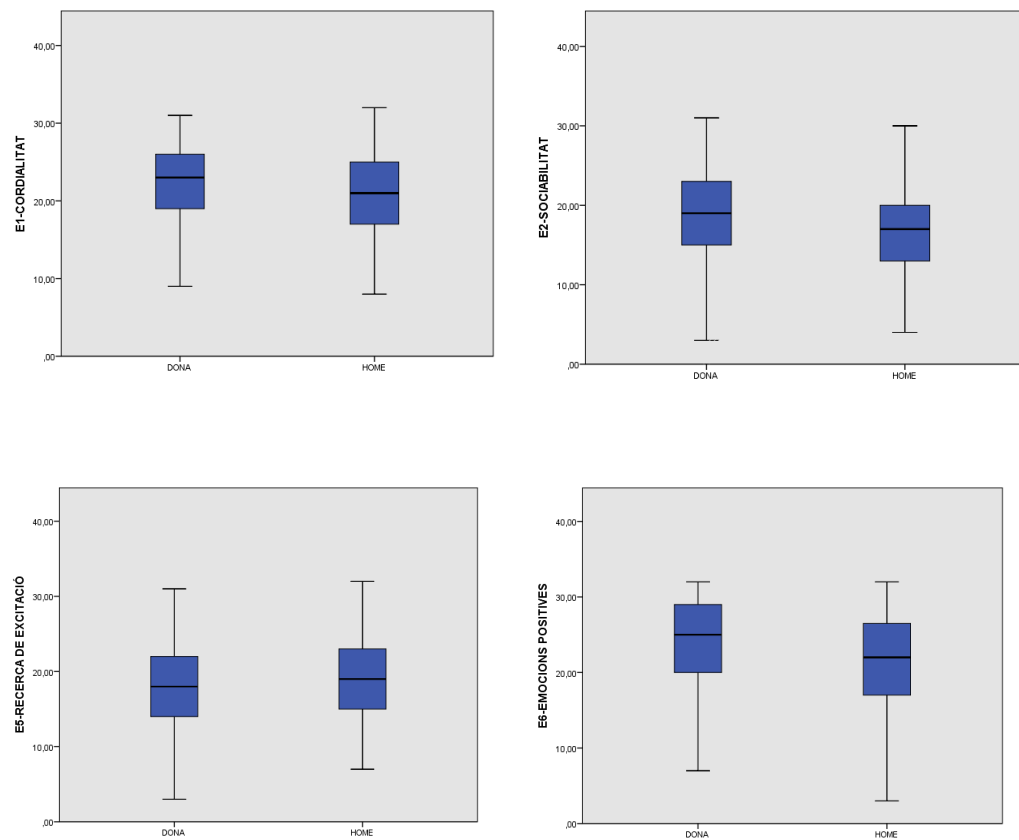 E1-CORDIALITAT
40,00
30,00
20,00
10,00
,00
DONA HOME
E2-SOCIABILITAT
40,00
30,00
20,00
10,00
,00
DONA HOME
E5-RECERCA DE EXCITACIÓ
40,00
30,00
20,00
10,00
,00
DONA HOME
E6-EMOCIONS POSITIVES
40,00
30,00
20,00
10,00
,00
DONA HOME